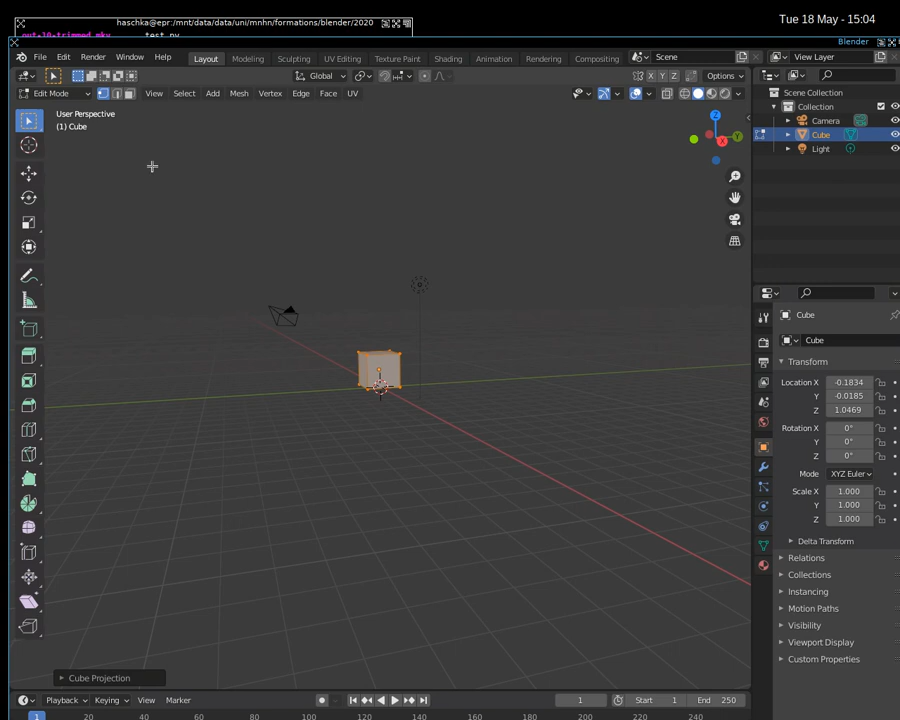 Tue 18 May - 15:04
haschka@epr:/mnt/data/data/uni/mnhn/formations/blender/2020
out-10-trimmed.mkv test.py
Blender
File Edit Render Window Help Layout Modeling Sculpting UV Editing Texture Paint Shading Animation Rendering Compositing Scene View Layer
Global X Y Z Options
Edit Mode View Select Add Mesh Vertex Edge Face UV
User Perspective
(1) Cube
Z
Y
X
Scene Collection
Collection
Camera
Cube
Light
Cube
Cube
Transform
Location X -0.1834
Y -0.0185
Z 1.0469
Rotation X 0°
Y 0°
Z 0°
Mode XYZ Euler
Scale X 1.000
Y 1.000
Z 1.000
Delta Transform
Relations
Collections
Instancing
Motion Paths
Visibility
Viewport Display
Custom Properties
Cube Projection
Playback Keying View Marker 1 Start 1 End 250
1 20 40 60 80 100 120 140 160 180 200 220 240